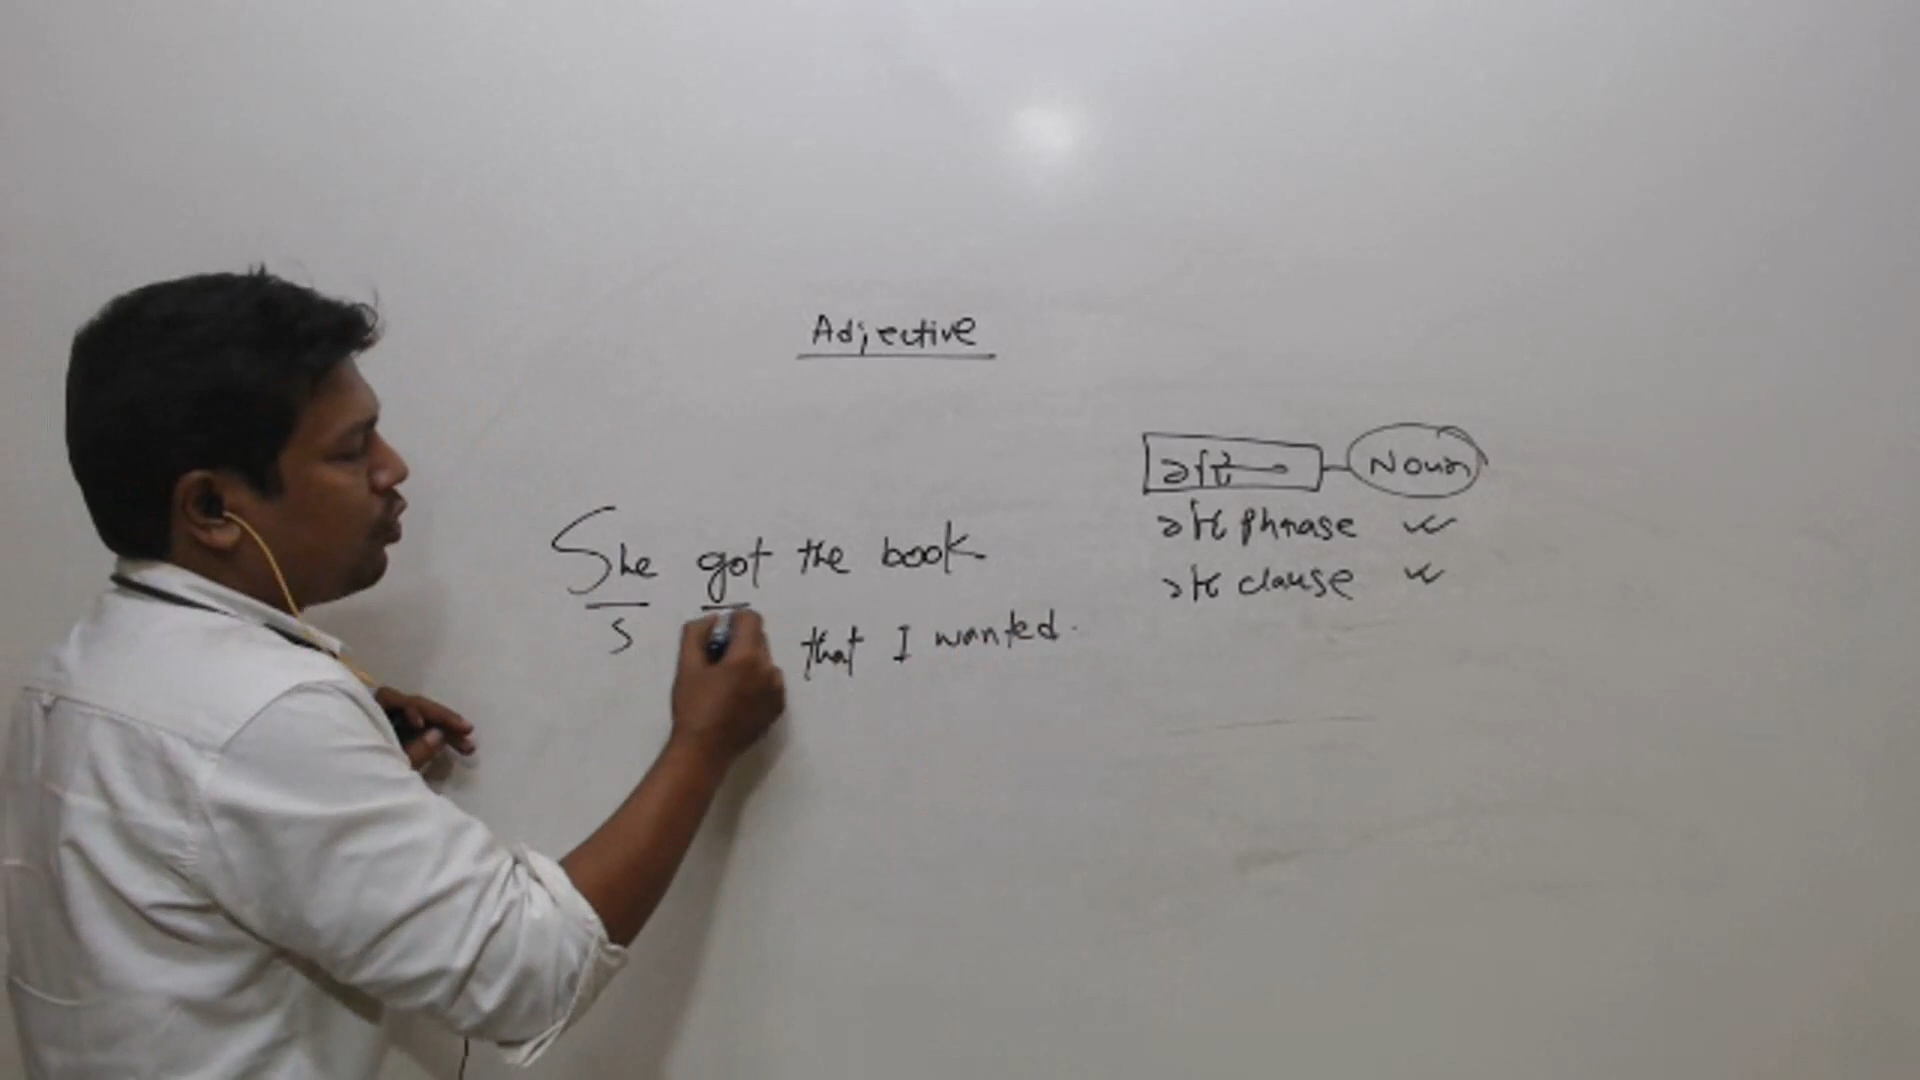 Adjective
Noun
phrase
clause
She got the book
S
that I wanted.